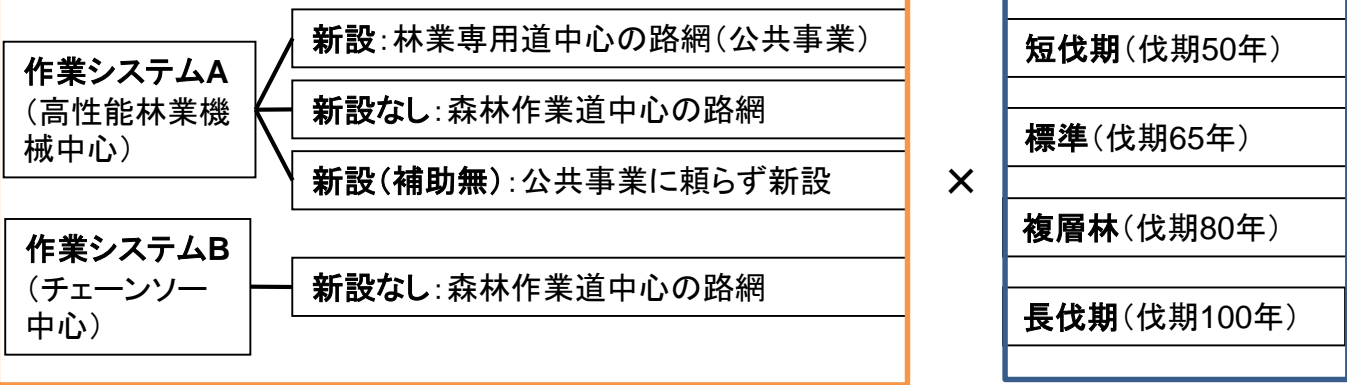 作業システムA
（高性能林業機
械中心）
新設：林業専用道中心の路網（公共事業）
新設なし：森林作業道中心の路網
新設（補助無）：公共事業に頼らず新設
作業システムB
（チェーンソー
中心）
新設なし：森林作業道中心の路網
×
短伐期（伐期50年）
標準（伐期65年）
複層林（伐期80年）
長伐期（伐期100年）